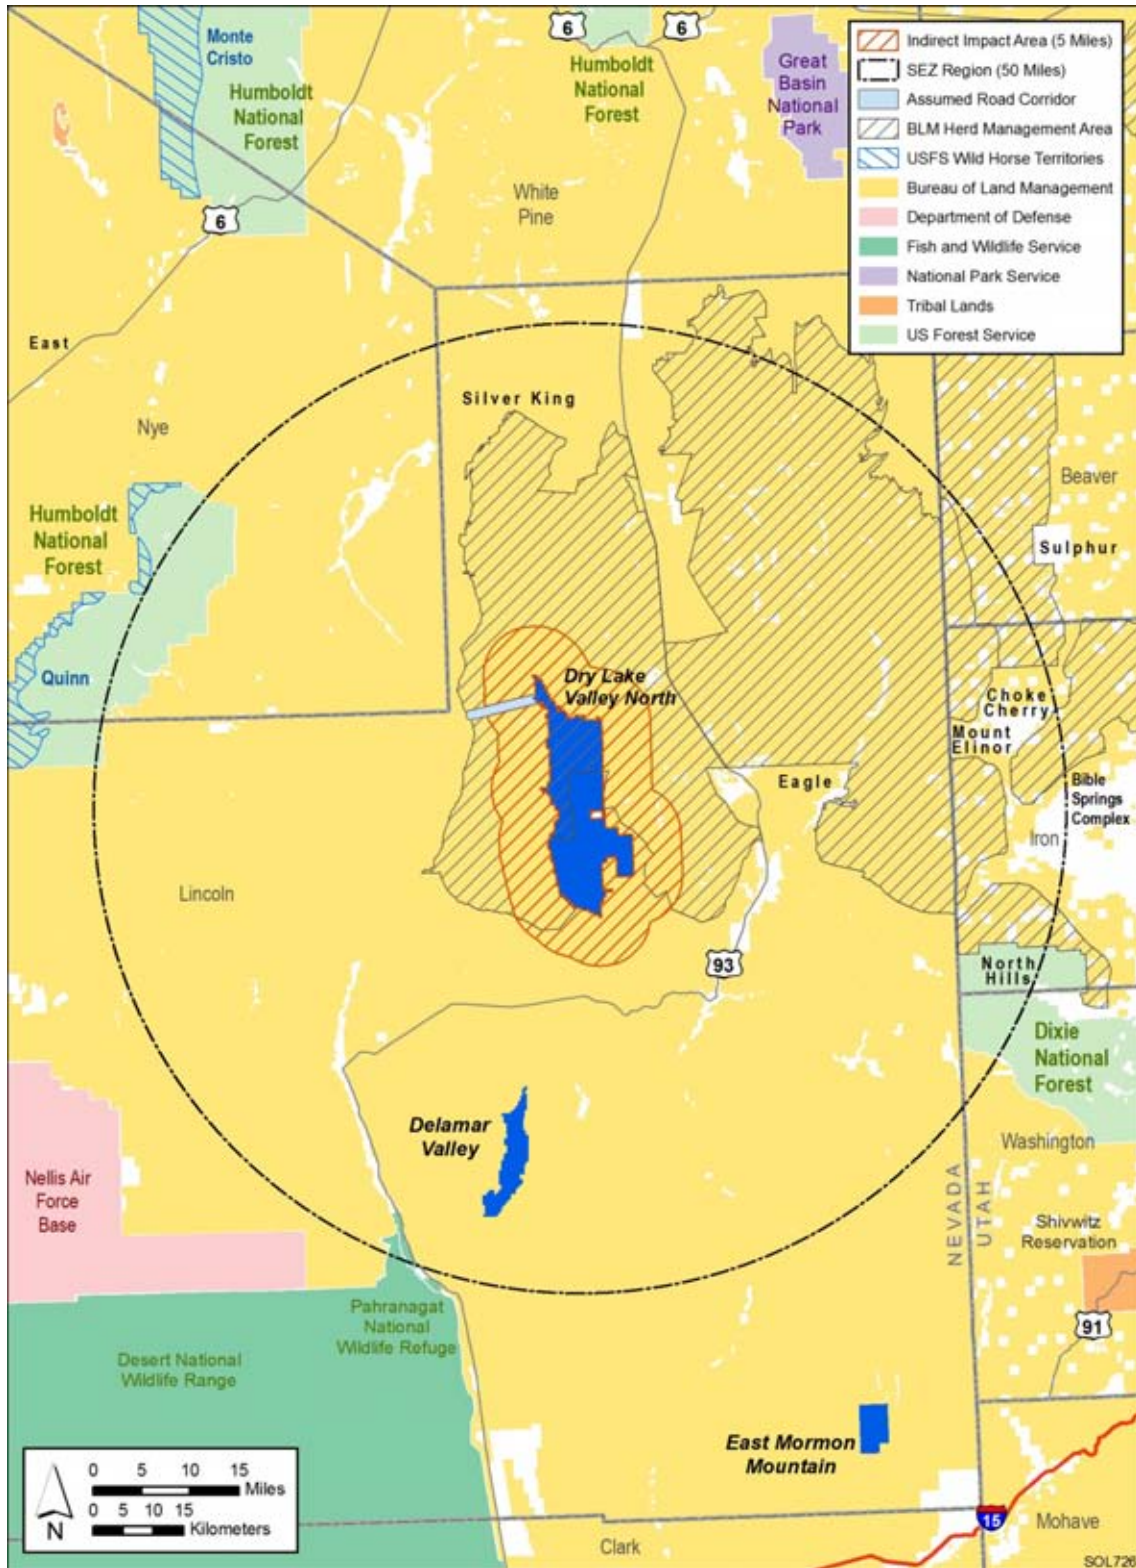 6
6
Monte
Cristo
Humboldt
National
Forest
Humboldt
National
Forest
Great
Basin
National
Park
Indirect Impact Area (5 Miles)
SEZ Region (50 Miles)
Assumed Road Corridor
BLM Herd Management Area
USFS Wild Horse Territories
Bureau of Land Management
Department of Defense
Fish and Wildlife Service
National Park Service
Tribal Lands
US Forest Service
White
Pine
6
East
Silver King
Nye
Beaver
Humboldt
National
Forest
Sulphur
Quinn
Dry Lake
Valley North
Choke
Cherry
Mount
Elinor
Eagle
Bible
Springs
Complex
Iron
Lincoln
93
North
Hills
Dixie
National
Forest
Delamar
Valley
Washington
Nellis Air
Force
Base
NEVADA
UTAH
Shivwitz
Reservation
Pahranagat
National
Wildlife Refuge
91
Desert National
Wildlife Range
East Mormon
Mountain
0 5 10 15
Miles
0 5 10 15
Kilometers
N
15
Mohave
Clark